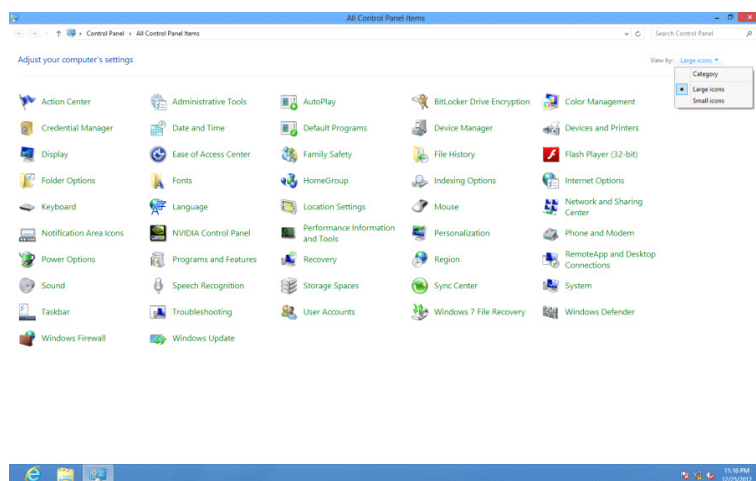 All Control Panel Items
Control Panel All Control Panel Items
Search Control Panel
Adjust your computer's settings
View by: Large icons
Category
Large icons
Small icons
Action Center Administrative Tools AutoPlay BitLocker Drive Encryption Color Management
Credential Manager Date and Time Default Programs Device Manager Devices and Printers
Display Ease of Access Center Family Safety File History Flash Player (32-bit)
Folder Options Fonts HomeGroup Indexing Options Internet Options
Keyboard Language Location Settings Mouse Network and Sharing
Center
Notification Area Icons NVIDIA Control Panel Performance Information
and Tools Personalization Phone and Modem
Power Options Programs and Features Recovery Region RemoteApp and Desktop
Connections
Sound Speech Recognition Storage Spaces Sync Center System
Taskbar Troubleshooting User Accounts Windows 7 File Recovery Windows Defender
Windows Firewall Windows Update
11:16 PM
12/25/2012